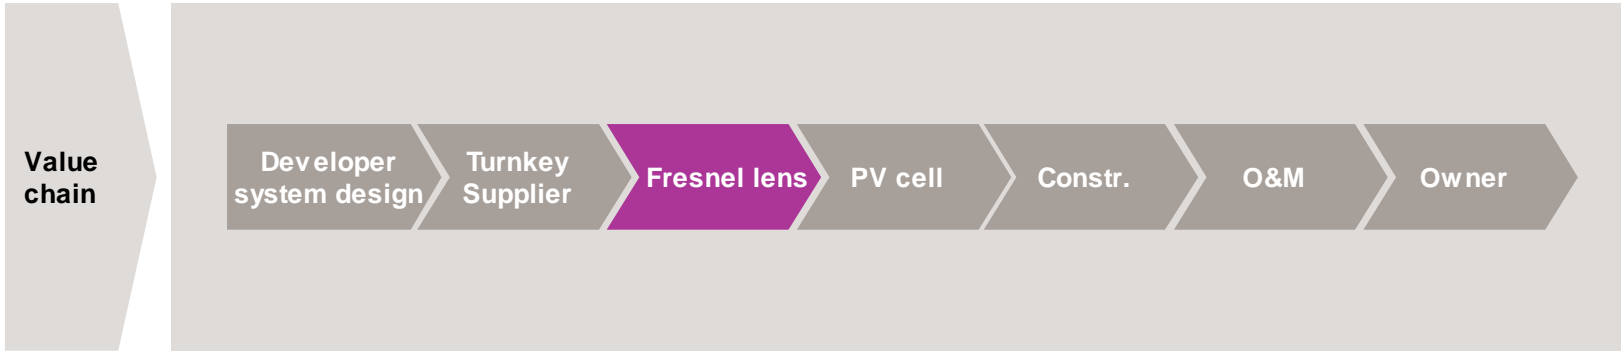 Value
chain
Developer
system design
Turnkey
Supplier
Fresnel lens
PV cell
Constr.
O&M
Owner